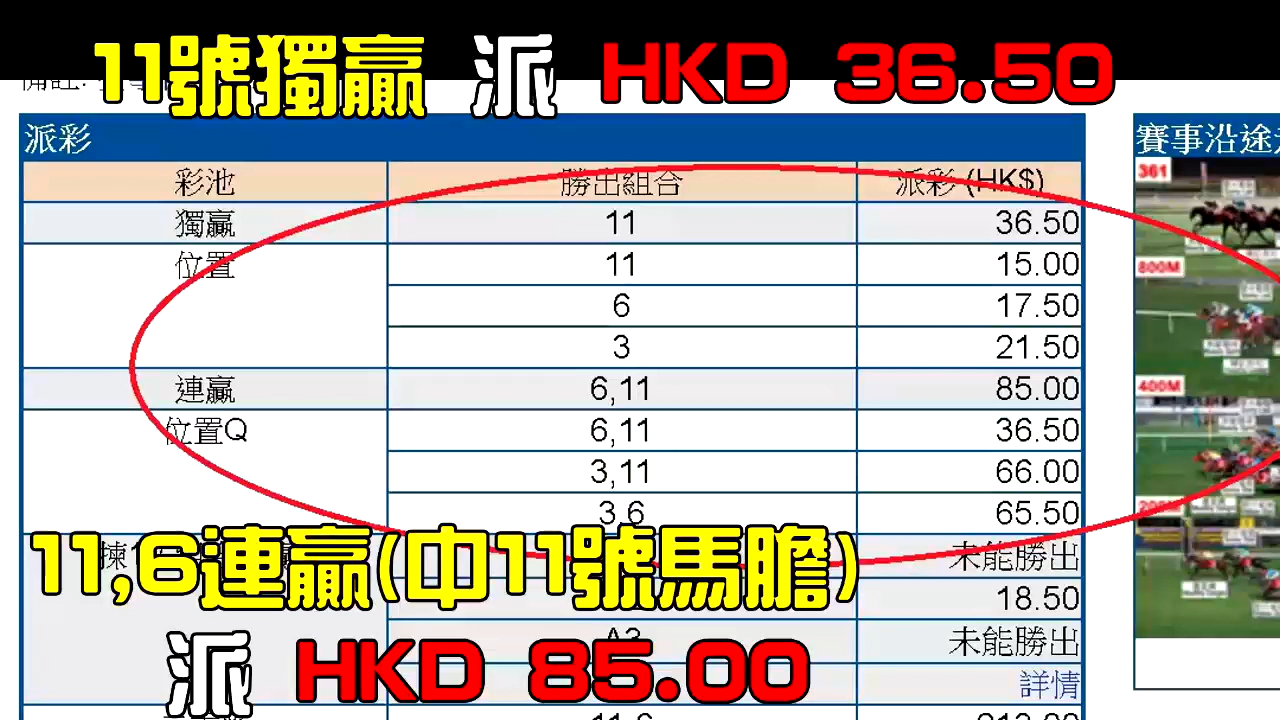 11號獨贏 派 HKD 36.50
派彩
賽事沿途
彩池 勝出組合 派彩 (HK$)
獨贏 11 36.50
位置 11 15.00
6 17.50
3 21.50
連贏 6,11 85.00
位置Q 6,11 36.50
3,11 66.00
3,6 65.50
未能勝出
11,6連贏(中11號馬膽)
18.50
未能勝出
派 HKD 85.00
詳情
361
800M
400M
200M